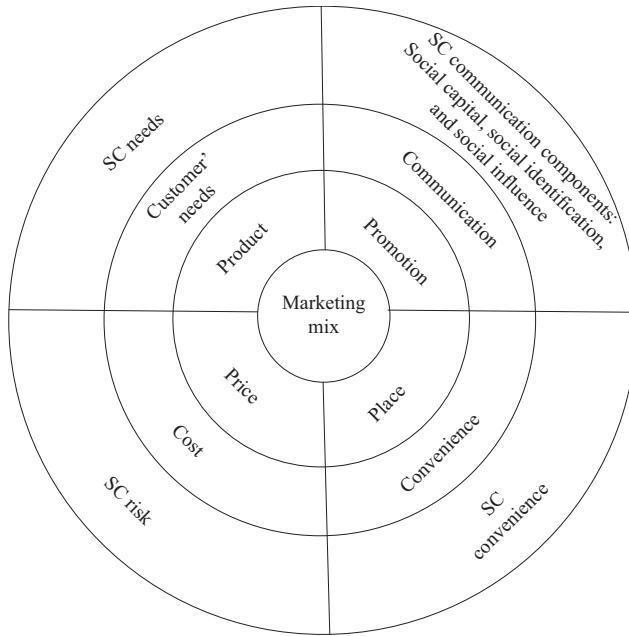 SC needs
Customer’
needs
Product
SC communication components:
Social capital, social identification,
and social influence
Communication
Promotion
Marketing
mix
Price
Cost
SC risk
Place
Convenience
SC
convenience